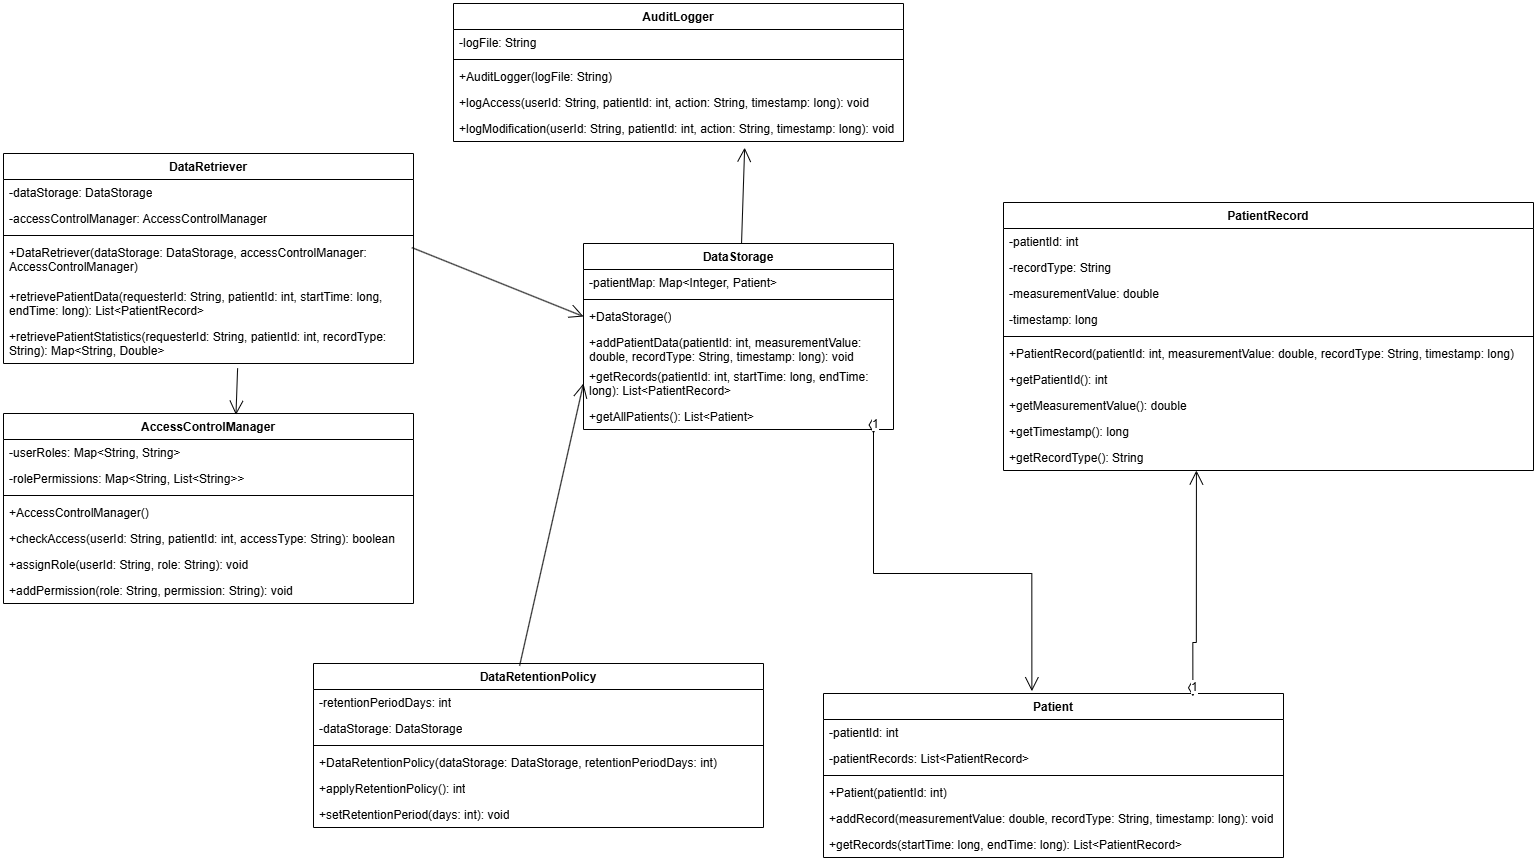 AuditLogger
-logFile: String
+AuditLogger(logFile: String)
+logAccess(userId: String, patientId: int, action: String, timestamp: long): void
+logModification(userId: String, patientId: int, action: String, timestamp: long): void
DataRetriever
-dataStorage: DataStorage
-accessControlManager: AccessControlManager
+DataRetriever(dataStorage: DataStorage, accessControlManager:
AccessControlManager)
+retrievePatientData(requesterId: String, patientId: int, startTime: long,
endTime: long): List<PatientRecord>
+retrievePatientStatistics(requesterId: String, patientId: int, recordType:
String): Map<String, Double>
DataStorage
-patientMap: Map<Integer, Patient>
+DataStorage()
+addPatientData(patientId: int, measurementValue:
double, recordType: String, timestamp: long): void
+getRecords(patientId: int, startTime: long, endTime:
long): List<PatientRecord>
+getAllPatients(): List<Patient>
1
PatientRecord
-patientId: int
-recordType: String
-measurementValue: double
-timestamp: long
+PatientRecord(patientId: int, measurementValue: double, recordType: String, timestamp: long)
+getPatientId(): int
+getMeasurementValue(): double
+getTimestamp(): long
+getRecordType(): String
AccessControlManager
-userRoles: Map<String, String>
-rolePermissions: Map<String, List<String>>
+AccessControlManager()
+checkAccess(userId: String, patientId: int, accessType: String): boolean
+assignRole(userId: String, role: String): void
+addPermission(role: String, permission: String): void
DataRetentionPolicy
-retentionPeriodDays: int
-dataStorage: DataStorage
+DataRetentionPolicy(dataStorage: DataStorage, retentionPeriodDays: int)
+applyRetentionPolicy(): int
+setRetentionPeriod(days: int): void
1
Patient
-patientId: int
-patientRecords: List<PatientRecord>
+Patient(patientId: int)
+addRecord(measurementValue: double, recordType: String, timestamp: long): void
+getRecords(startTime: long, endTime: long): List<PatientRecord>